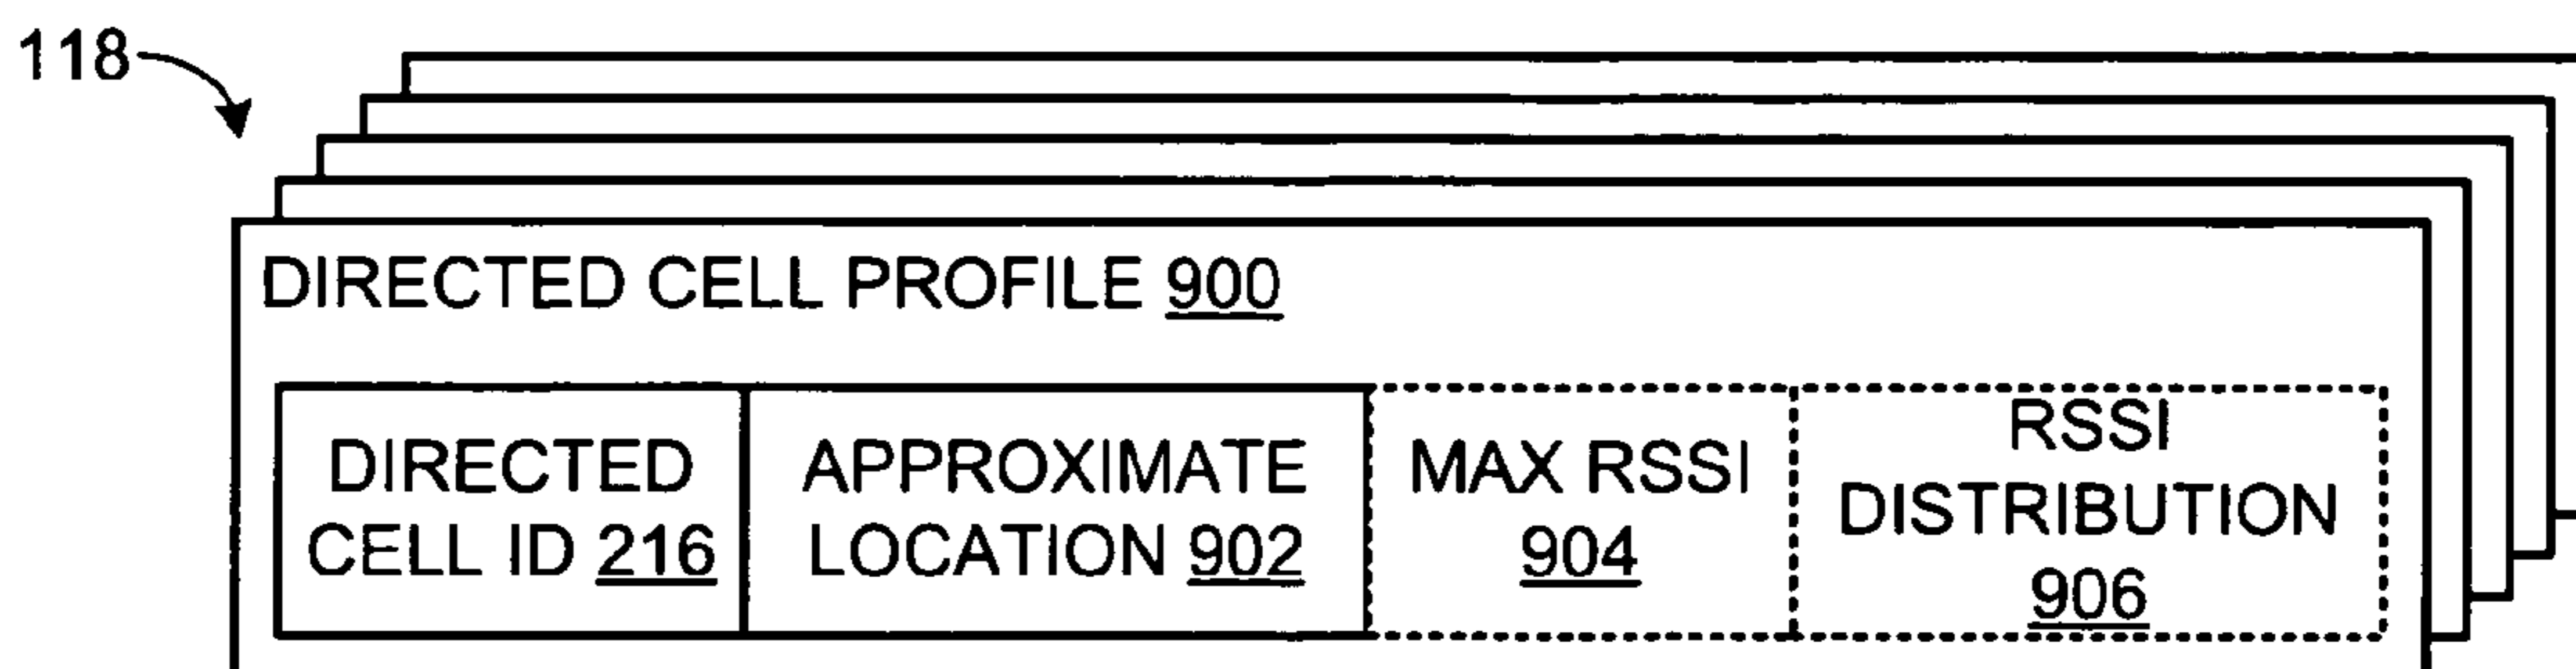 118
DIRECTED CELL PROFILE 900
DIRECTED
CELL ID 216
APPROXIMATE
LOCATION 902
MAX RSSI
904
RSSI
DISTRIBUTION
906